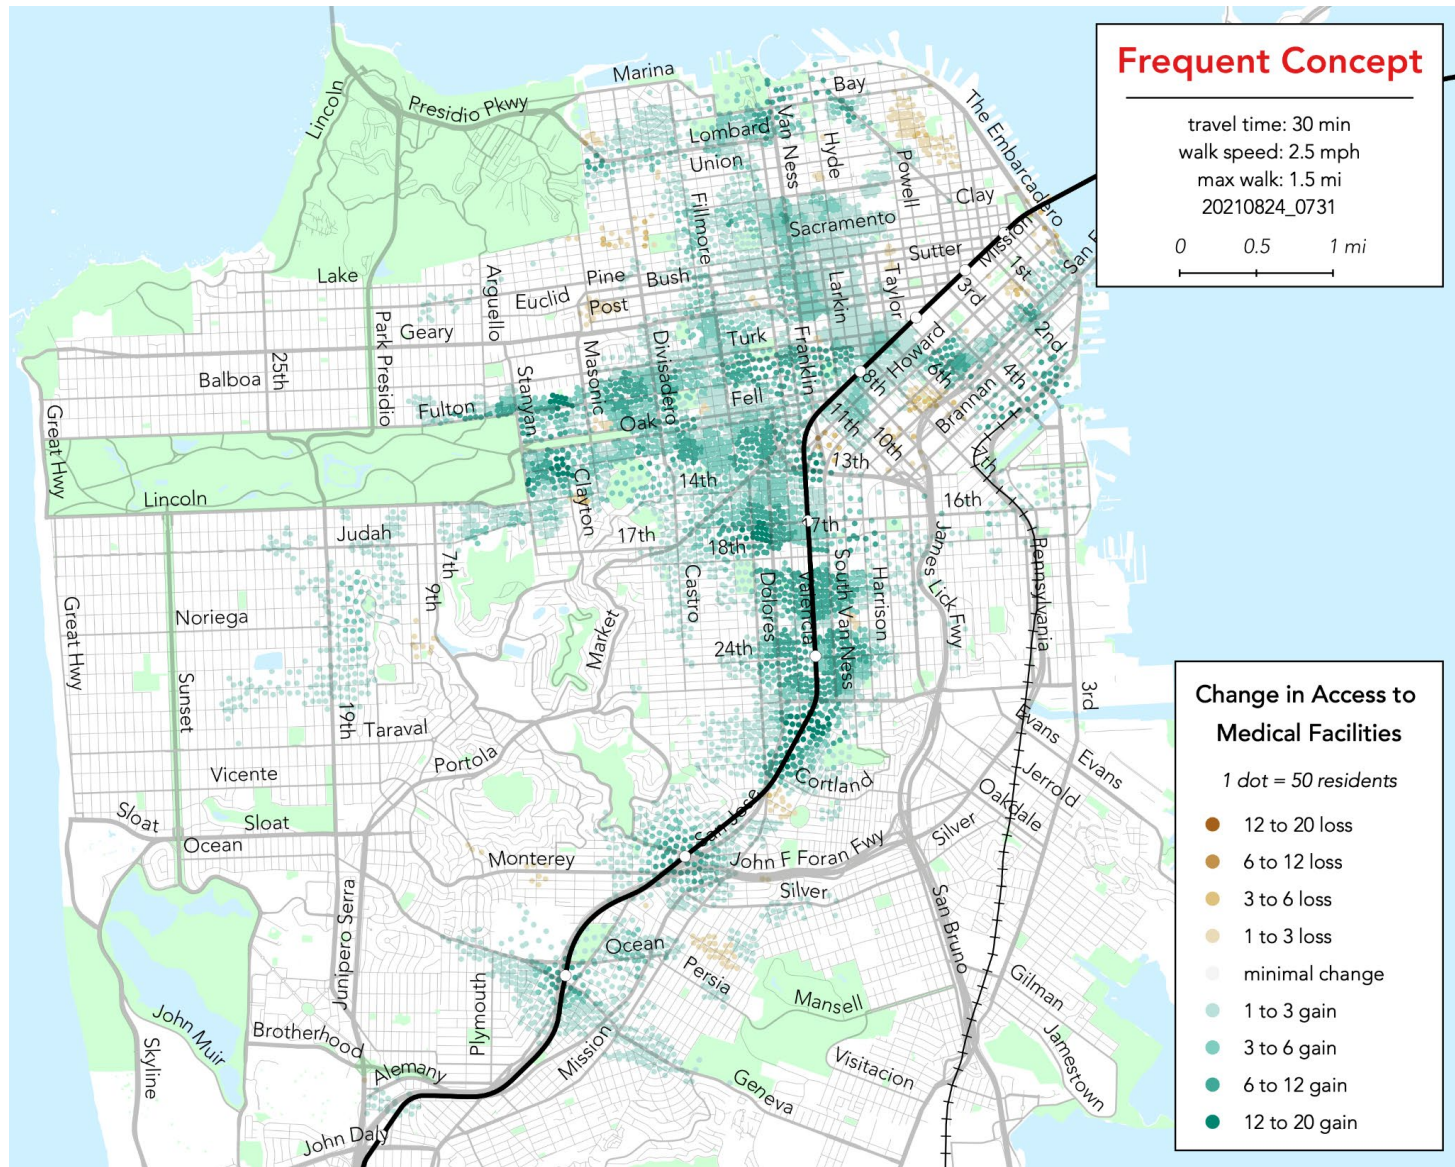 Frequent Concept
travel time: 30 min
walk speed: 2.5 mph
max walk: 1.5 mi
20210824_0731
0 0.5 1 mi
Marina
Bay
The Embarcadero
Lincoln
Presidio Pkwy
Lombard
Van Ness
Hyde
Union
Powell
Clay
Fillmore
Sacramento
Mission
Sutter
San F
Lake
Arguello
Pine
Bush
Larkin
Taylor
1st
3rd
Euclid
Post
Geary
Park Presidio
Turk
Franklin
Howard
2nd
Balboa
25th
Stanyan
Masonic
Divisadero
8th
6th
4th
Fell
Fulton
Oak
11th
Brannan
Great Hwy
10th
13th
7th
Lincoln
Clayton
14th
16th
Judah
17th
17th
18th
7th
9th
Castro
Dolores
Valencia
South Van Ness
Harrison
James Lick Fwy
Pennsylvania
Great Hwy
Noriega
Market
24th
Sunset
19th
Taraval
3rd
Evans
Portola
Vicente
Cortland
Evans
Jerrold
Oakdale
Sloat
Sloat
San Jose
Silver
Ocean
Monterey
John F Foran Fwy
Silver
Junipero Serra
San Bruno
Ocean
Persia
Plymouth
Mansell
Gilman
John Muir
Brotherhood
Skyline
Mission
Jamestown
Visitacion
Alemany
Geneva
John Daly
Change in Access to
Medical Facilities
1 dot = 50 residents
12 to 20 loss
6 to 12 loss
3 to 6 loss
1 to 3 loss
minimal change
1 to 3 gain
3 to 6 gain
6 to 12 gain
12 to 20 gain